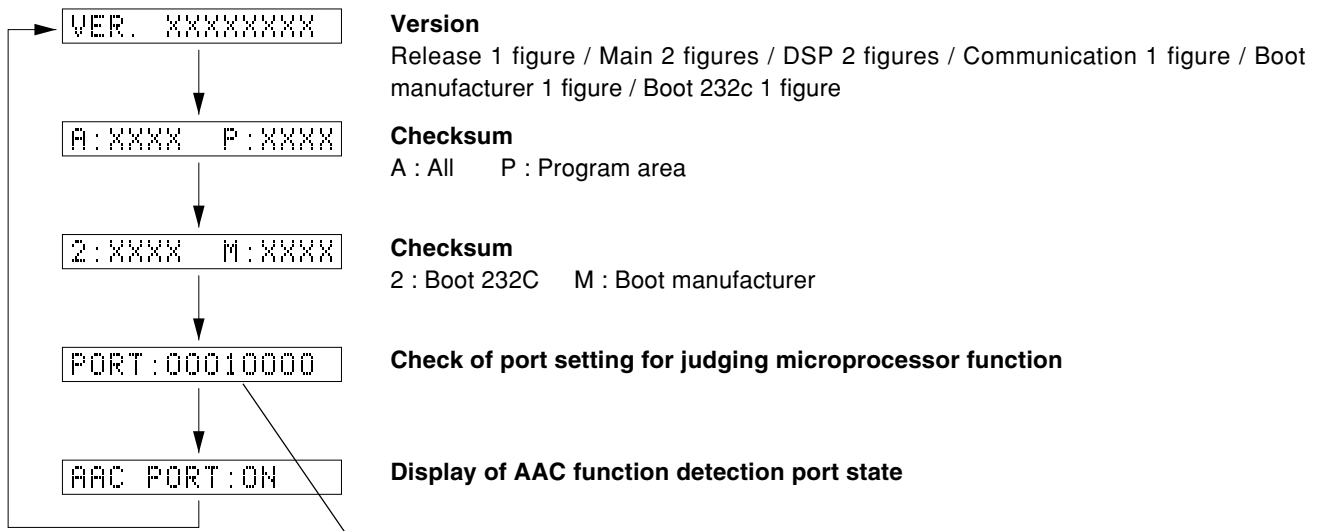 VER. XXXXXXXX
Version
Release 1 figure / Main 2 figures / DSP 2 figures / Communication 1 figure / Boot
manufacturer 1 figure / Boot 232c 1 figure
A:XXXX P:XXXX
Checksum
A : All P : Program area
2:XXXX M:XXXX
Checksum
2 : Boot 232C M : Boot manufacturer
PORT:00010000
Check of port setting for judging microprocessor function
AAC PORT:ON
Display of AAC function detection port state